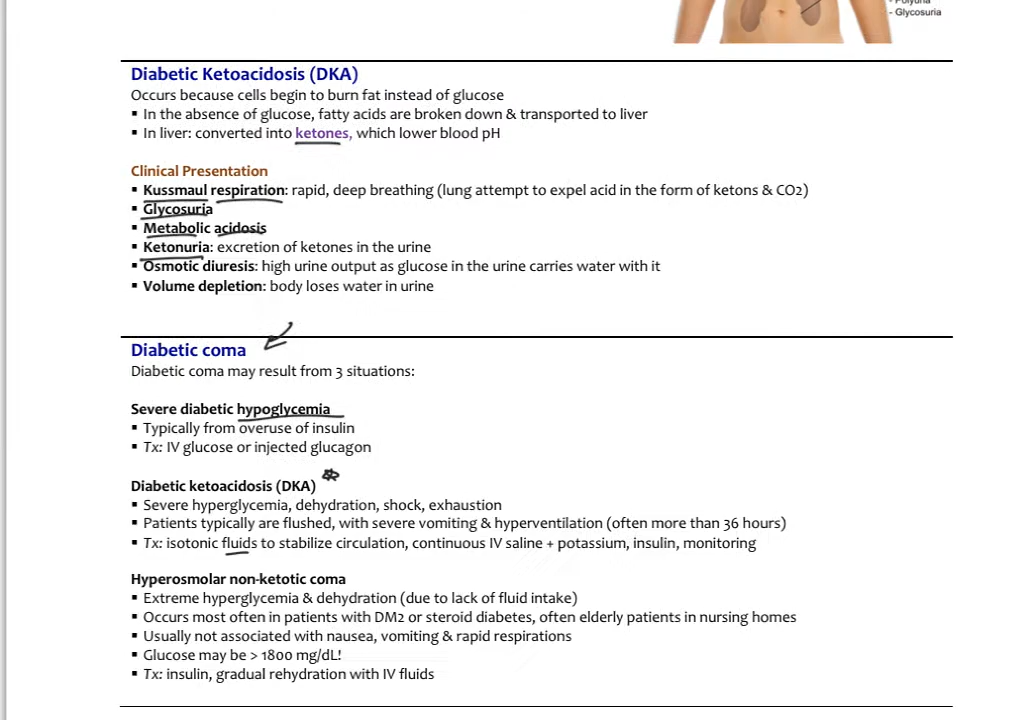 - Polyuria
- Glycosuria
Diabetic Ketoacidosis (DKA)
Occurs because cells begin to burn fat instead of glucose
▪ In the absence of glucose, fatty acids are broken down & transported to liver
▪ In liver: converted into ketones, which lower blood pH
Clinical Presentation
▪ Kussmaul respiration: rapid, deep breathing (lung attempt to expel acid in the form of ketons & CO2)
▪ Glycosuria
▪ Metabolic acidosis
▪ Ketonuria: excretion of ketones in the urine
▪ Osmotic diuresis: high urine output as glucose in the urine carries water with it
▪ Volume depletion: body loses water in urine
Diabetic coma
Diabetic coma may result from 3 situations:
Severe diabetic hypoglycemia
▪ Typically from overuse of insulin
▪ Tx: IV glucose or injected glucagon
Diabetic ketoacidosis (DKA)
▪ Severe hyperglycemia, dehydration, shock, exhaustion
▪ Patients typically are flushed, with severe vomiting & hyperventilation (often more than 36 hours)
▪ Tx: isotonic fluids to stabilize circulation, continuous IV saline + potassium, insulin, monitoring
Hyperosmolar non-ketotic coma
▪ Extreme hyperglycemia & dehydration (due to lack of fluid intake)
▪ Occurs most often in patients with DM2 or steroid diabetes, often elderly patients in nursing homes
▪ Usually not associated with nausea, vomiting & rapid respirations
▪ Glucose may be > 1800 mg/dL!
▪ Tx: insulin, gradual rehydration with IV fluids